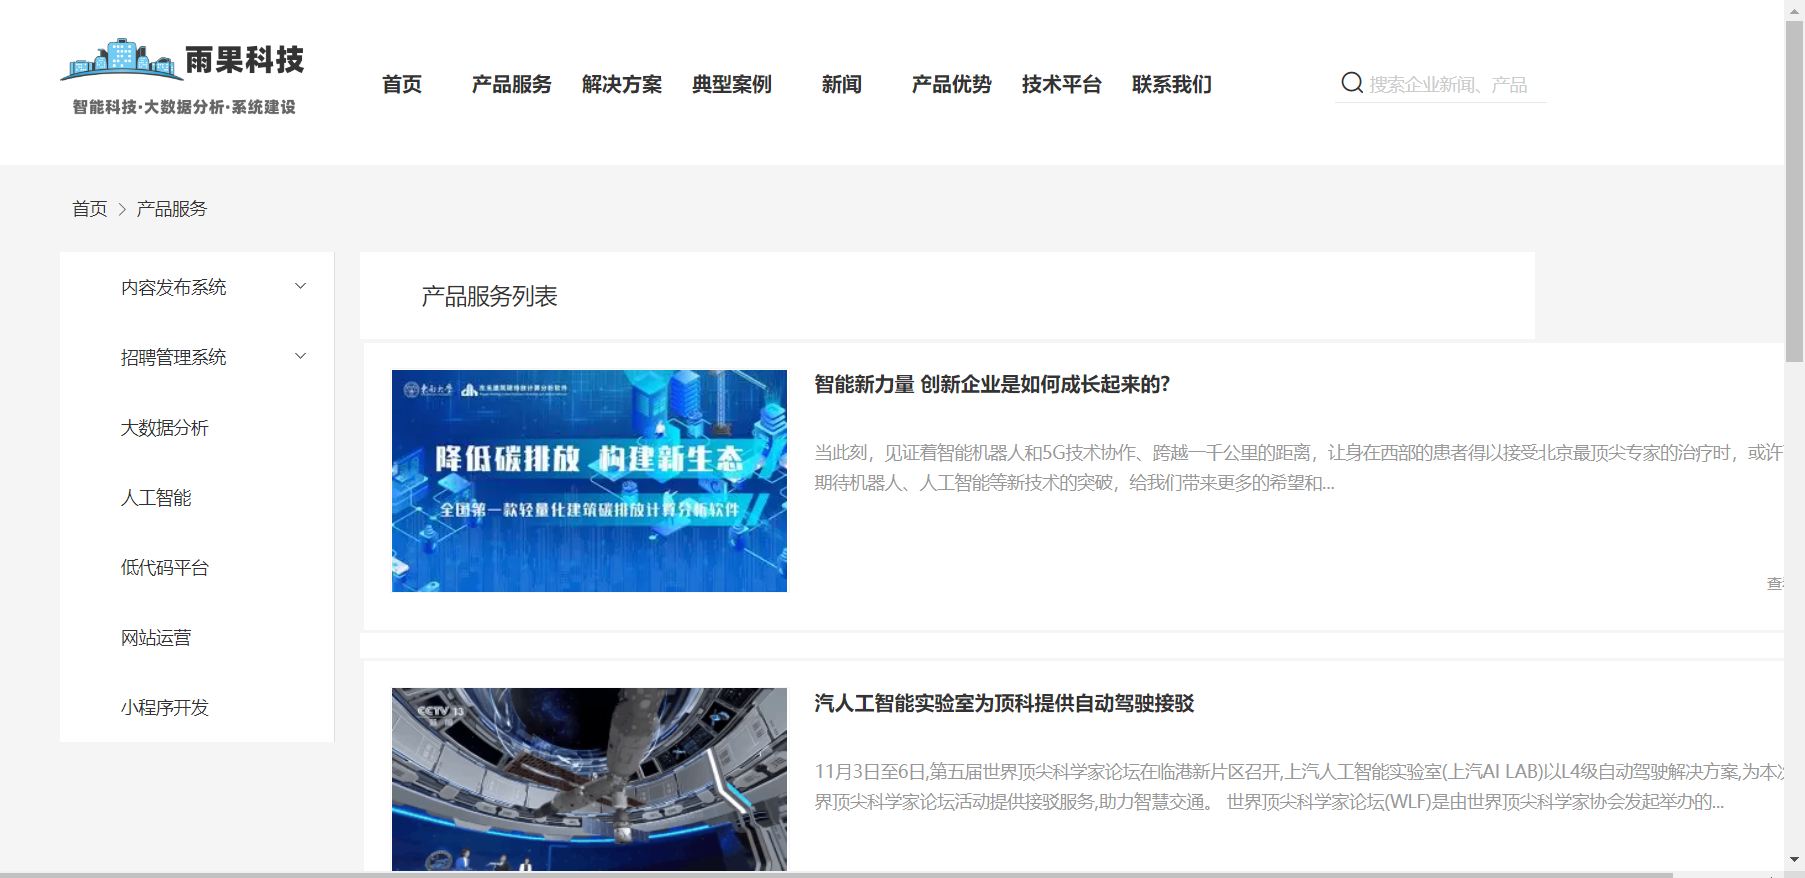 雨果科技
智能科技·大数据分析·系统建设
首页 产品服务 解决方案 典型案例 新闻 产品优势 技术平台 联系我们
搜索企业新闻、产品
首页 > 产品服务
内容发布系统
招聘管理系统
大数据分析
人工智能
低代码平台
网站运营
小程序开发
产品服务列表
东南大学
降低碳排放 构建新生态
全国第一款轻量化建筑碳排放计算分析软件
智能新力量 创新企业是如何成长起来的?
当此刻，见证着智能机器人和5G技术协作、跨越一千公里的距离，让身在西部的患者得以接受北京最顶尖专家的治疗时，或许
期待机器人、人工智能等新技术的突破，给我们带来更多的希望和...
查
CCTV 13
汽人工智能实验室为顶科提供自动驾驶接驳
11月3日至6日,第五届世界顶尖科学家论坛在临港新片区召开,上汽人工智能实验室(上汽AI LAB)以L4级自动驾驶解决方案,为本
界顶尖科学家论坛活动提供接驳服务,助力智慧交通。 世界顶尖科学家论坛(WLF)是由世界顶尖科学家协会发起举办的...